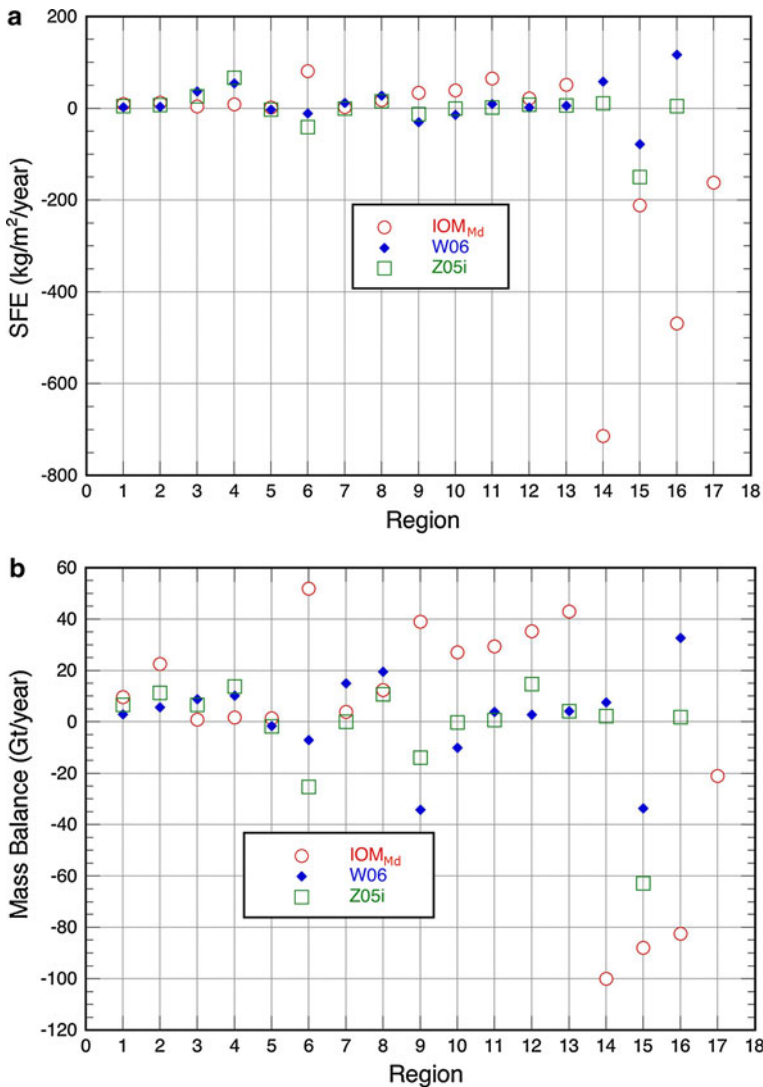 a
200
0
-200
-400
-600
-800
SFE (kg/m²/year)
IOM_Md
W06
Z05i
0 1 2 3 4 5 6 7 8 9 10 11 12 13 14 15 16 17 18
Region
b
60
40
20
0
-20
-40
-60
-80
-100
-120
Mass Balance (Gt/year)
IOM_Md
W06
Z05i
0 1 2 3 4 5 6 7 8 9 10 11 12 13 14 15 16 17 18
Region